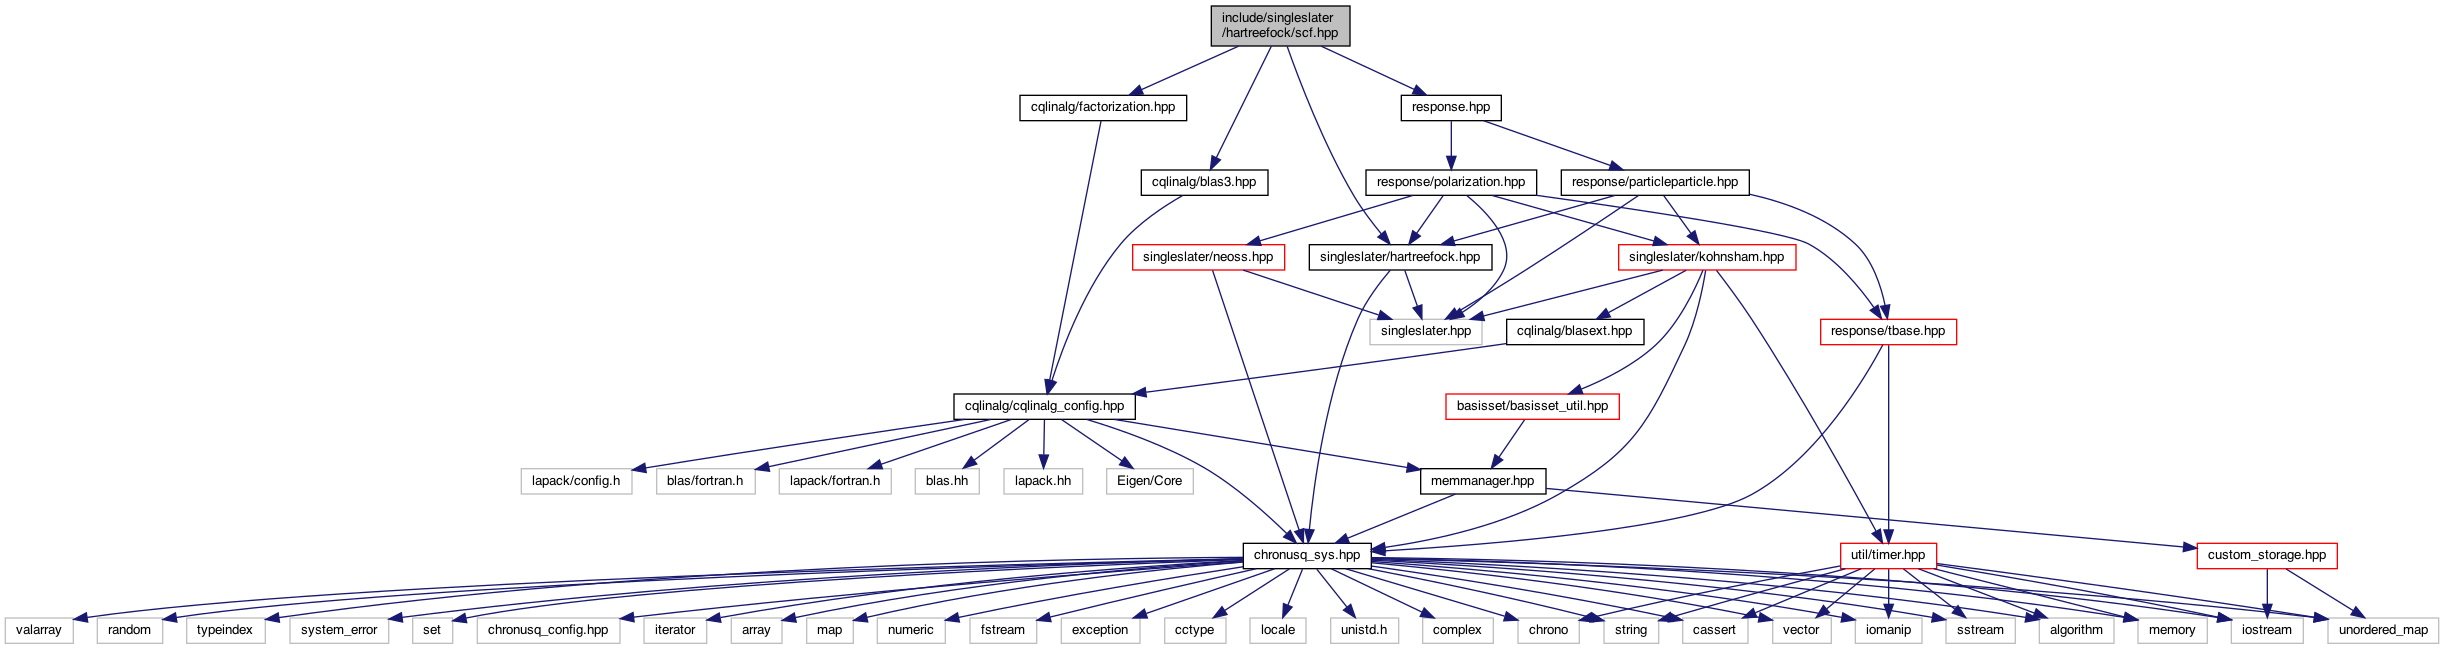 include/singleslater
/hartreefock/scf.hpp
cqlinalg/factorization.hpp
response.hpp
cqlinalg/blas3.hpp
response/polarization.hpp
response/particleparticle.hpp
singleslater/neoss.hpp
singleslater/hartreefock.hpp
singleslater/kohnsham.hpp
singleslater.hpp
cqlinalg/blasext.hpp
response/tbase.hpp
cqlinalg/cqlinalg_config.hpp
basisset/basisset_util.hpp
lapack/config.h
blas/fortran.h
lapack/fortran.h
blas.hh
lapack.hh
Eigen/Core
memmanager.hpp
chronusq_sys.hpp
util/timer.hpp
custom_storage.hpp
valarray
random
typeindex
system_error
set
chronusq_config.hpp
iterator
array
map
numeric
fstream
exception
cctype
locale
unistd.h
complex
chrono
string
cassert
vector
iomanip
sstream
algorithm
memory
iostream
unordered_map